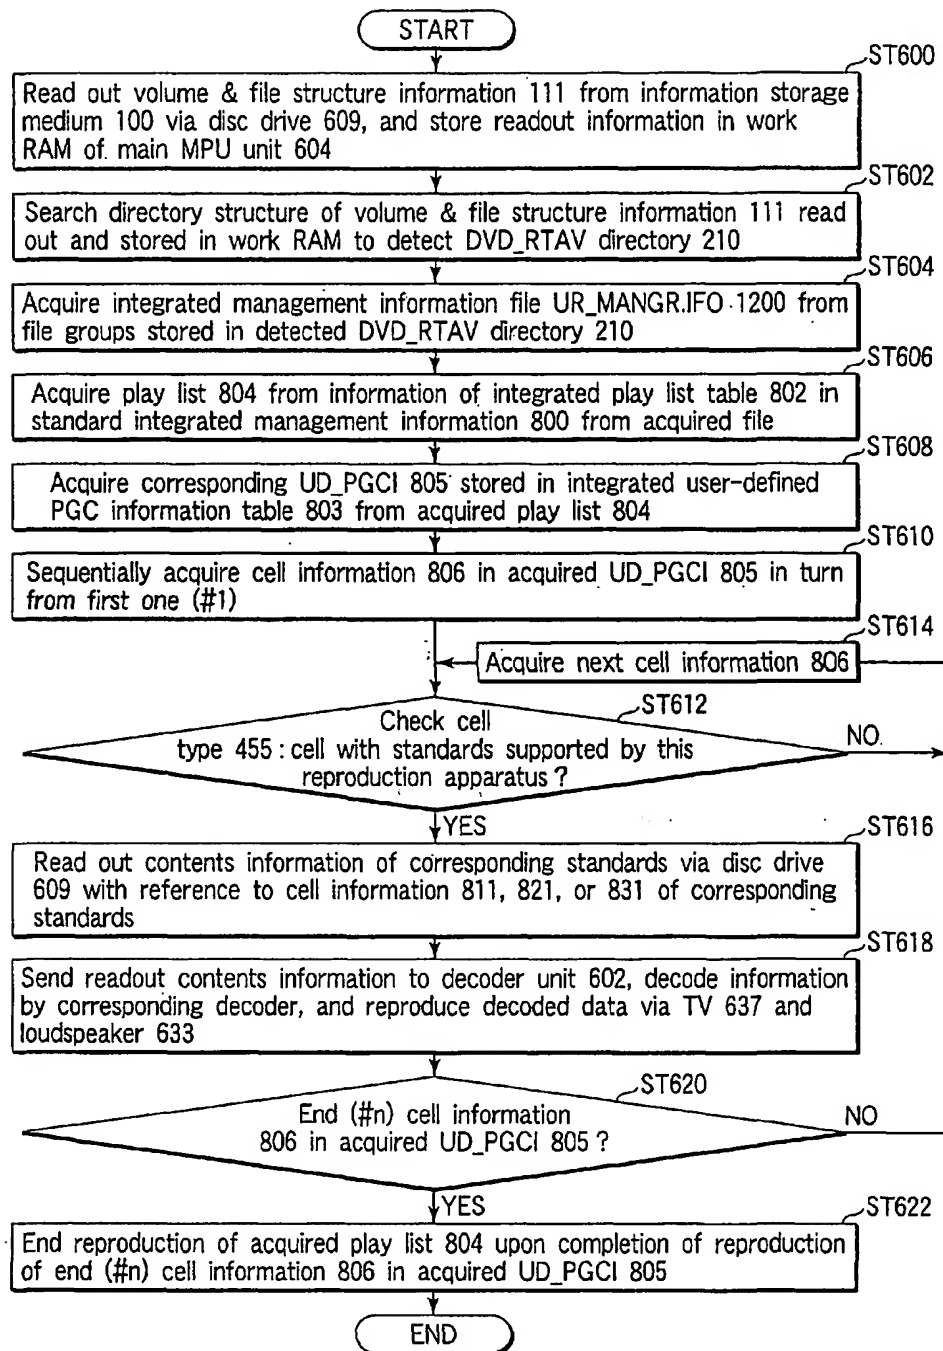 START
ST600
Read out volume & file structure information 111 from information storage
medium 100 via disc drive 609, and store readout information in work
RAM of main MPU unit 604
ST602
Search directory structure of volume & file structure information 111 read
out and stored in work RAM to detect DVD_RTAV directory 210
ST604
Acquire integrated management information file UR_MANGR.IFO 1200 from
file groups stored in detected DVD_RTAV directory 210
ST606
Acquire play list 804 from information of integrated play list table 802 in
standard integrated management information 800 from acquired file
ST608
Acquire corresponding UD_PGCI 805 stored in integrated user-defined
PGC information table 803 from acquired play list 804
ST610
Sequentially acquire cell information 806 in acquired UD_PGCI 805 in turn
from first one (#1)
ST614
Acquire next cell information 806
ST612
Check cell
type 455 : cell with standards supported by this
reproduction apparatus ?
NO
YES
ST616
Read out contents information of corresponding standards via disc drive
609 with reference to cell information 811, 821, or 831 of corresponding
standards
ST618
Send readout contents information to decoder unit 602, decode information
by corresponding decoder, and reproduce decoded data via TV 637 and
loudspeaker 633
ST620
End (#n) cell information
806 in acquired UD_PGCI 805 ?
NO
YES
ST622
End reproduction of acquired play list 804 upon completion of reproduction
of end (#n) cell information 806 in acquired UD_PGCI 805
END